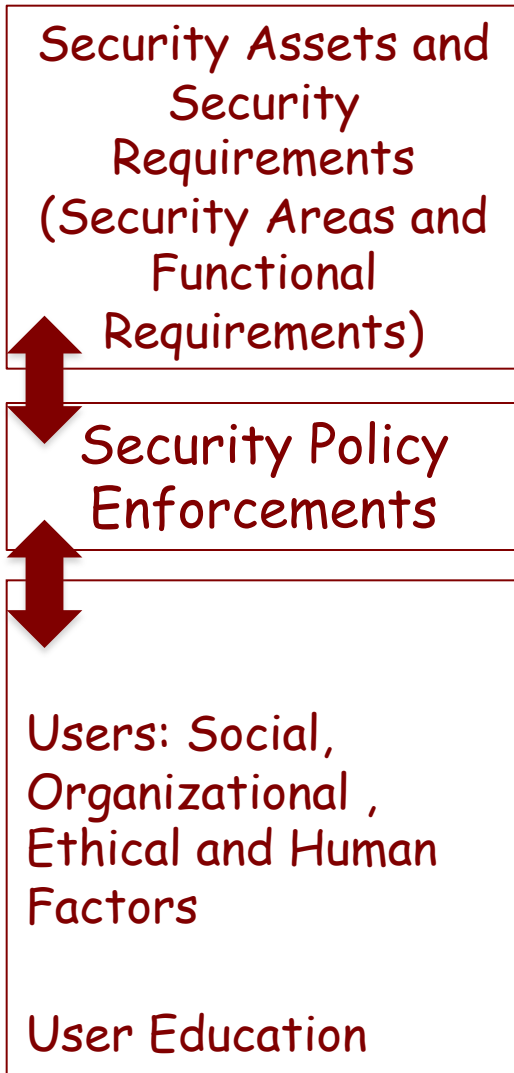 Security Assets and
Security
Requirements
(Security Areas and
Functional
Requirements)
Security Policy
Enforcements
Users: Social,
Organizational ,
Ethical and Human
Factors
User Education